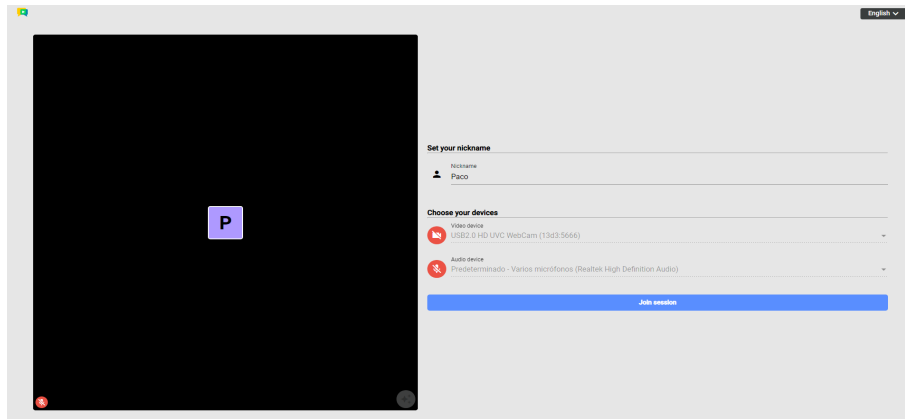 English
P
Set your nickname
Nickname
Paco
Choose your devices
Video device
USB2.0 HD UVC WebCam (13d3:5666)
Audio device
Predeterminado - Varios micrófonos (Realtek High Definition Audio)
Join session